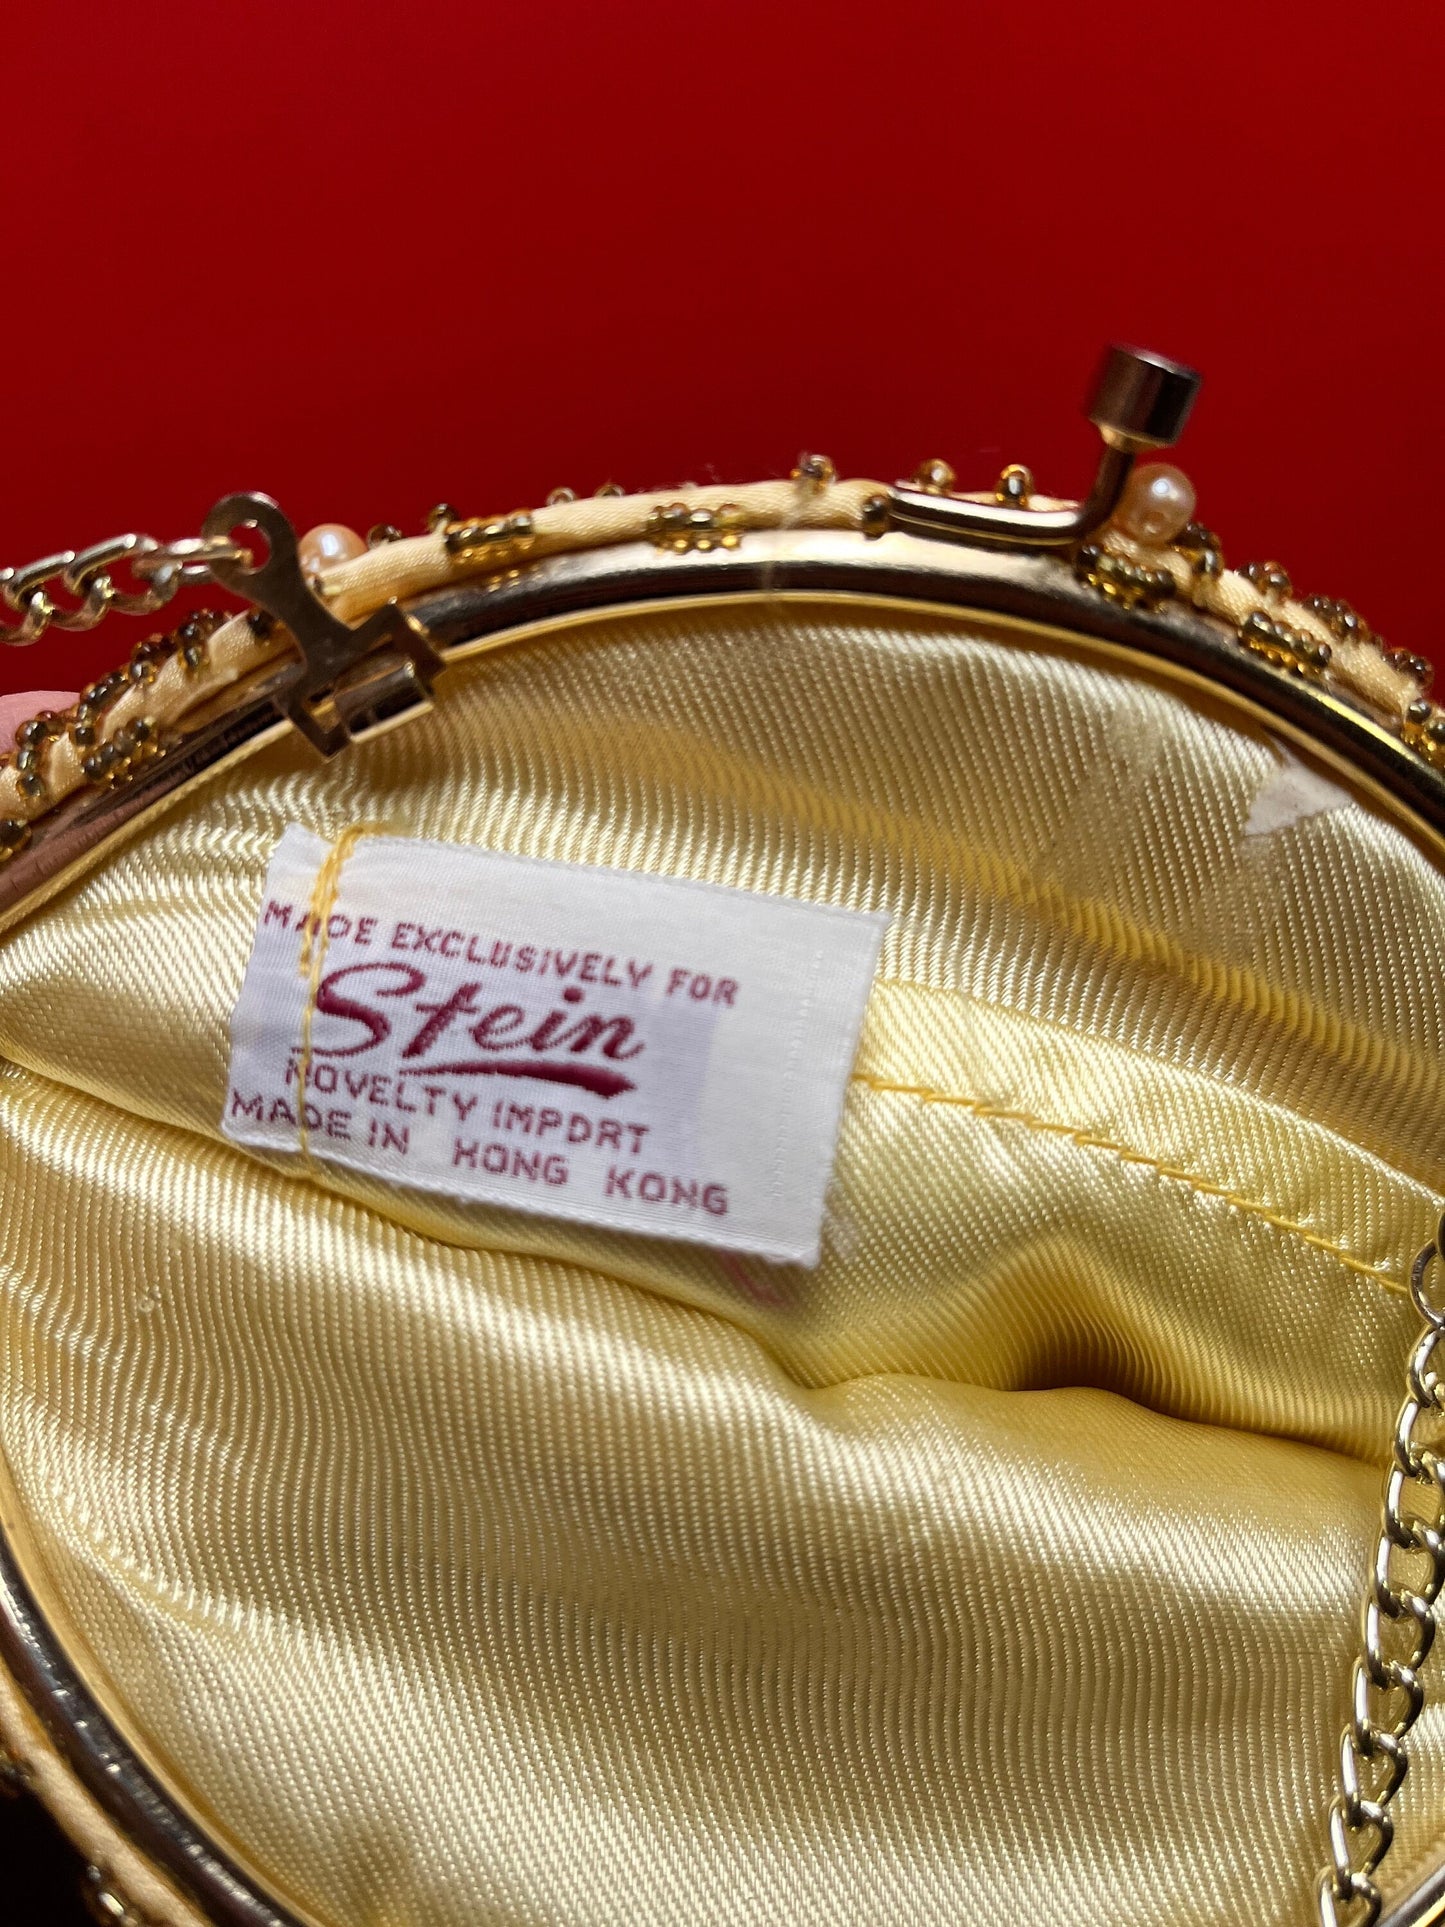 MADE EXCLUSIVELY FOR
Stein
NOVELTY IMPORT
MADE IN HONG KONG